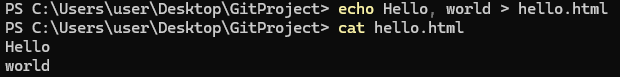 PS C:\Users\user\Desktop\GitProject> echo Hello, world > hello.html
PS C:\Users\user\Desktop\GitProject> cat hello.html
Hello
world